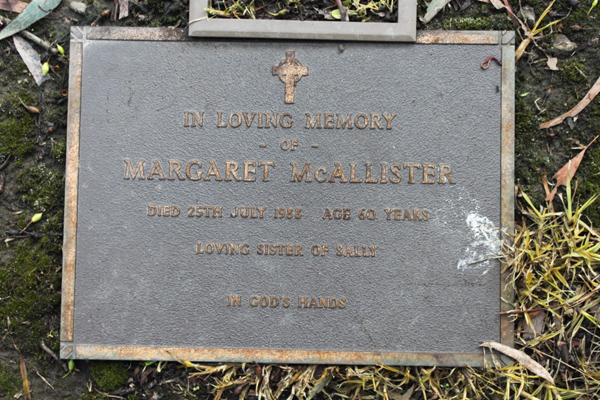 IN LOVING MEMORY
- OF -
MARGARET McALLISTER
DIED 25TH JULY 1988 AGE 60 YEARS
LOVING SISTER OF SALLY
IN GOD'S HANDS